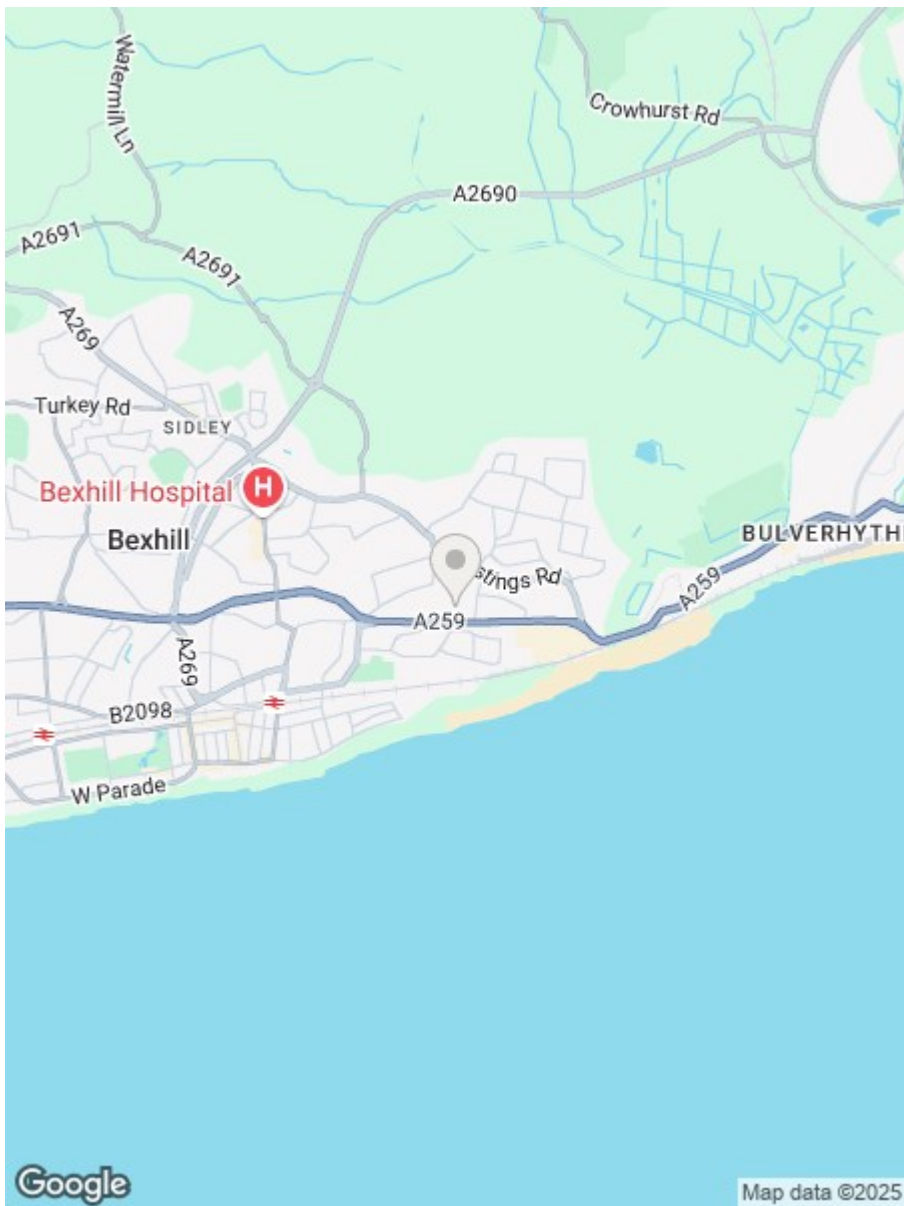 Watermill Ln
Crowhurst Rd
A2690
A2691
A2691
A269
Turkey Rd
SIDLEY
Bexhill Hospital
H
Bexhill
BULVERHYTHE
stings Rd
A259
A259
A269
B2098
W Parade
Google
Map data ©2025